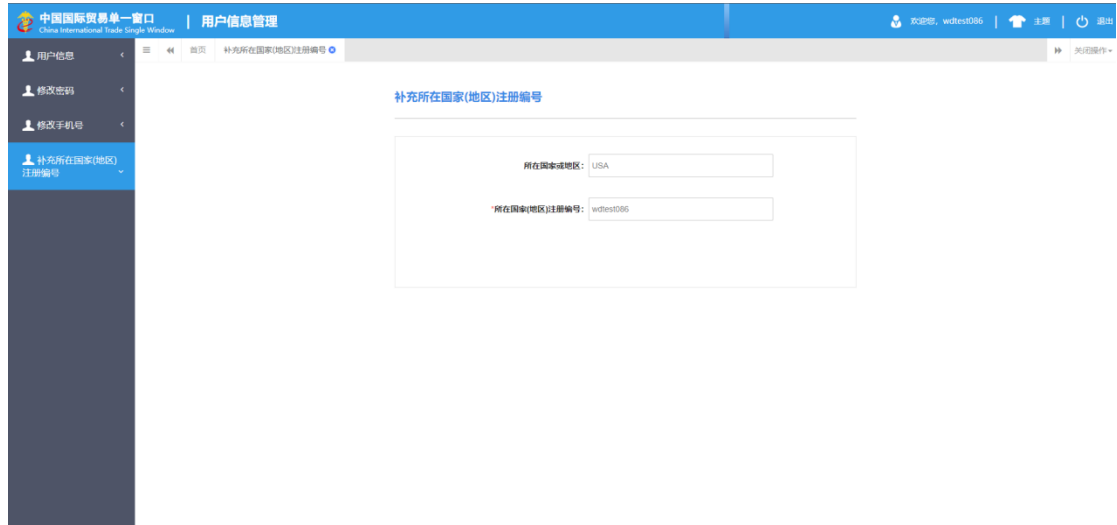 中国国际贸易单一窗口
China International Trade Single Window
用户信息管理
欢迎您, wdtest086
主题
退出
用户信息
首页
补充所在国家(地区)注册编号
关闭操作
修改密码
修改手机号
补充所在国家(地区)
注册编号
补充所在国家(地区)注册编号
所在国家或地区: USA
*所在国家(地区)注册编号: wdtest086